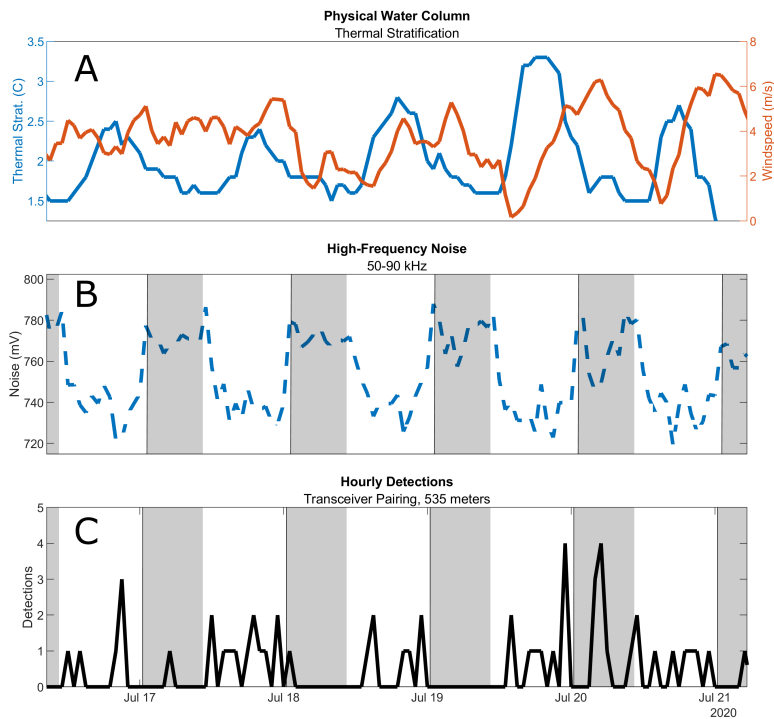 Physical Water Column
Thermal Stratification
A
3.5
3
2.5
2
1.5
Thermal Strat. (C)
8
6
4
2
0
Windspeed (m/s)
High-Frequency Noise
50-90 kHz
B
800
780
760
740
720
Noise (mV)
Hourly Detections
Transceiver Pairing, 535 meters
C
5
4
3
2
1
0
Detections
Jul 17 Jul 18 Jul 19 Jul 20 Jul 21
2020